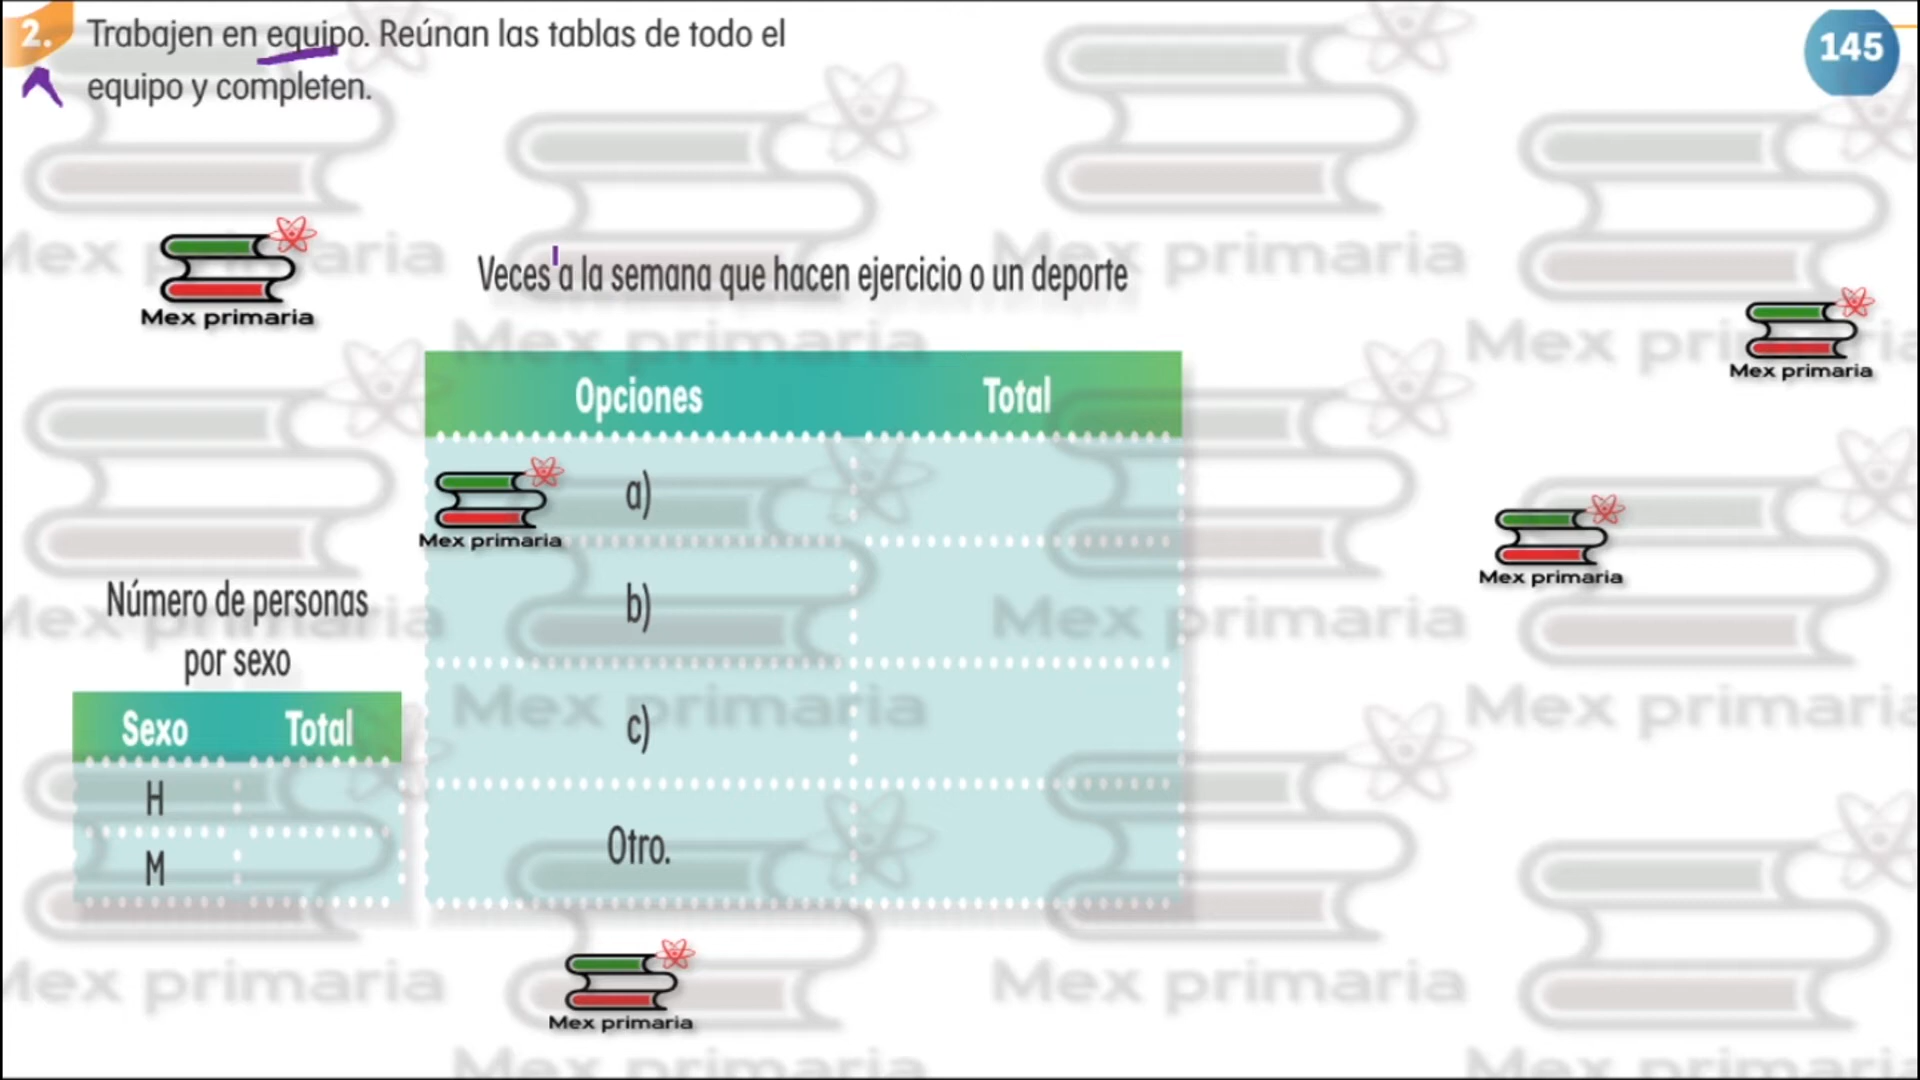 2. Trabajen en equipo. Reúnan las tablas de todo el
equipo y completen.
145
Mex primaria
Veces a la semana que hacen ejercicio o un deporte
Mex primaria
Opciones Total
Mex primaria
a)
b)
c)
Otro.
Mex primaria
Número de personas
por sexo
Sexo Total
H
M
Mex primaria